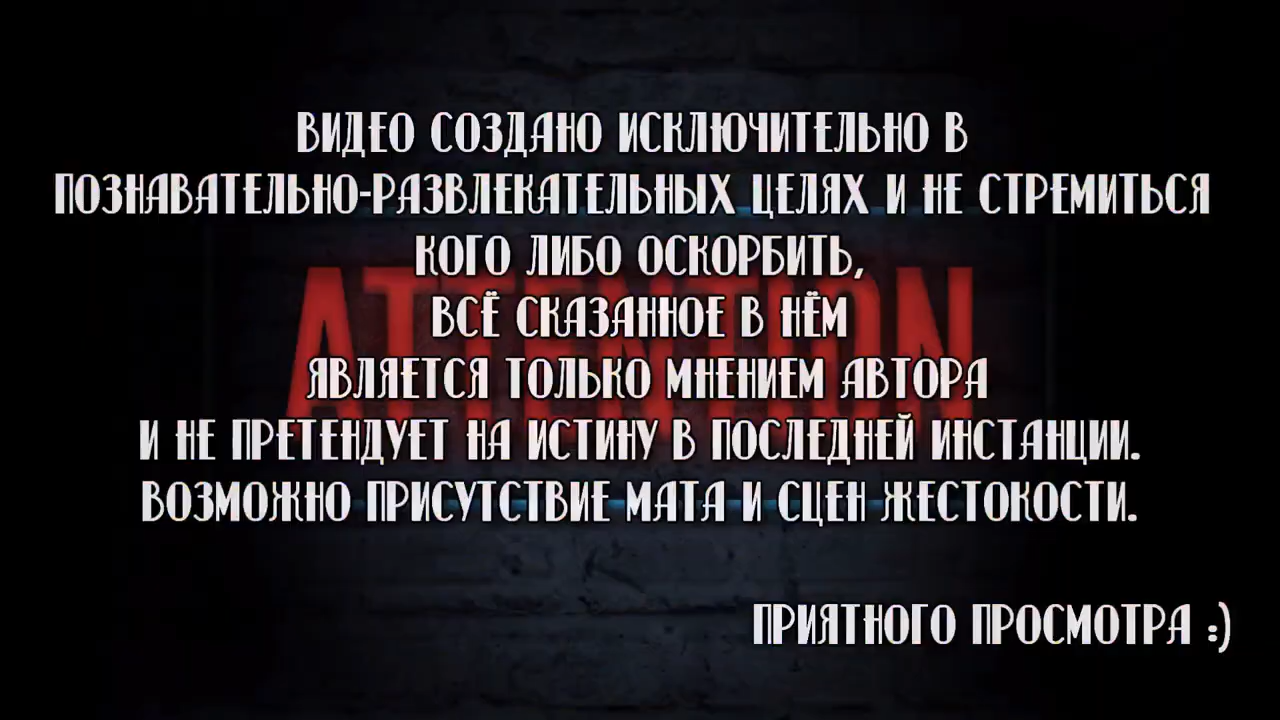 ВИДЕО СОЗДАНО ИСКЛЮЧИТЕЛЬНО В
ПОЗНАВАТЕЛЬНО-РАЗВЛЕКАТЕЛЬНЫХ ЦЕЛЯХ И НЕ СТРЕМИТЬСЯ
КОГО ЛИБО ОСКОРБИТЬ,
ATTENTION
ВСЁ СКАЗАННОЕ В НЁМ
ЯВЛЯЕТСЯ ТОЛЬКО МНЕНИЕМ АВТОРА
И НЕ ПРЕТЕНДУЕТ НА ИСТИНУ В ПОСЛЕДНЕЙ ИНСТАНЦИИ.
ВОЗМОЖНО ПРИСУТСТВИЕ МАТА И СЦЕН ЖЕСТОКОСТИ.
ПРИЯТНОГО ПРОСМОТРА :)